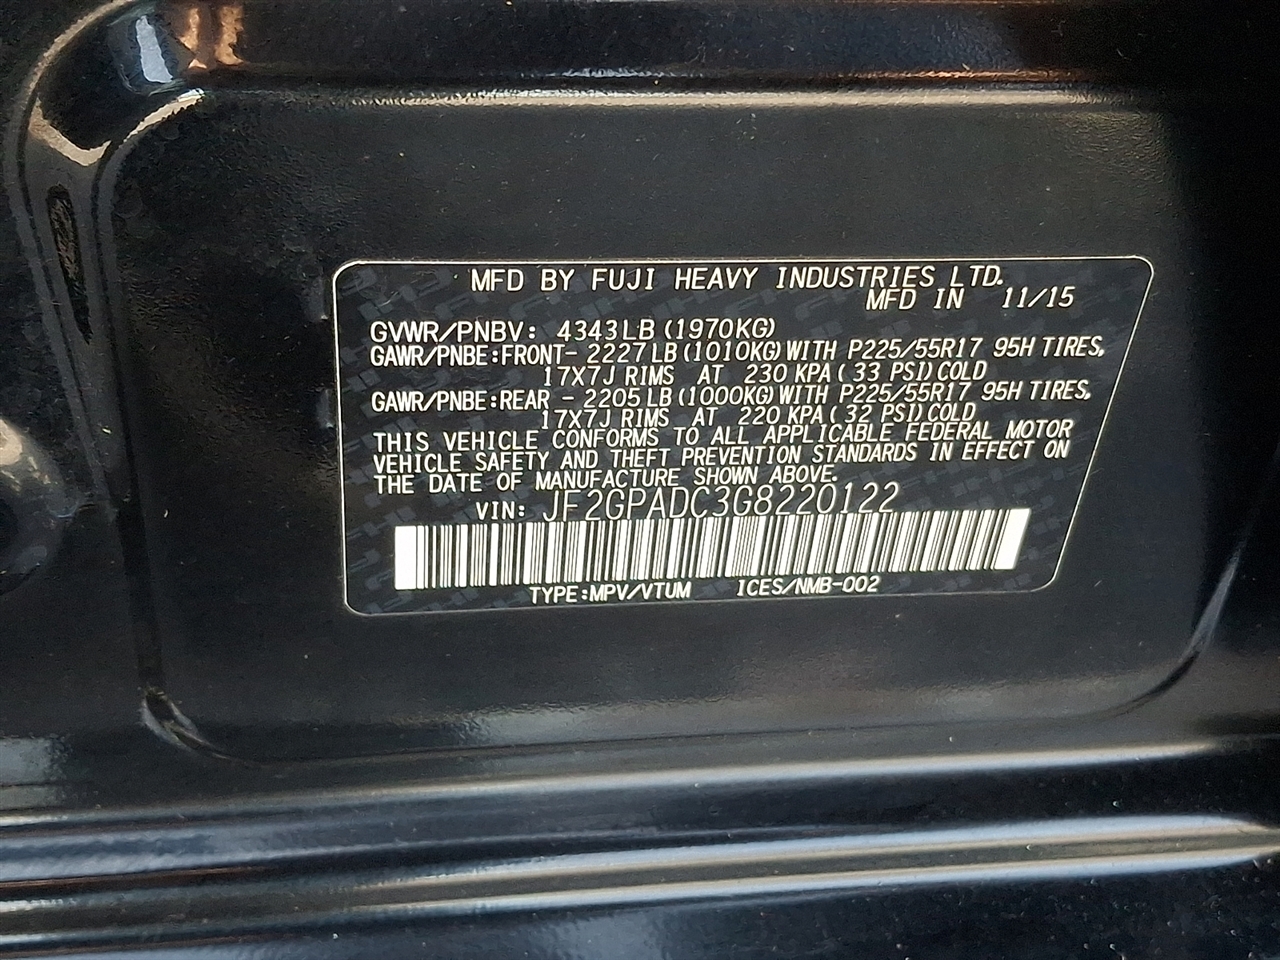 MFD BY FUJI HEAVY INDUSTRIES LTD.
MFD IN 11/15
GVWR/PNBV: 4343LB(1970KG)
GAWR/PNBE:FRONT- 2227LB(1010KG)WITH P225/55R17 95H TIRES,
17X7J RIMS AT 230 KPA(33 PSI)COLD
GAWR/PNBE:REAR - 2205LB(1000KG)WITH P225/55R17 95H TIRES,
17X7J RIMS AT 220 KPA(32 PSI)COLD
THIS VEHICLE CONFORMS TO ALL APPLICABLE FEDERAL MOTOR
VEHICLE SAFETY AND THEFT PREVENTION STANDARDS IN EFFECT ON
THE DATE OF MANUFACTURE SHOWN ABOVE.
VIN: JF2GPADC3G8220122
TYPE:MPV/VTUM ICES/NMB-002